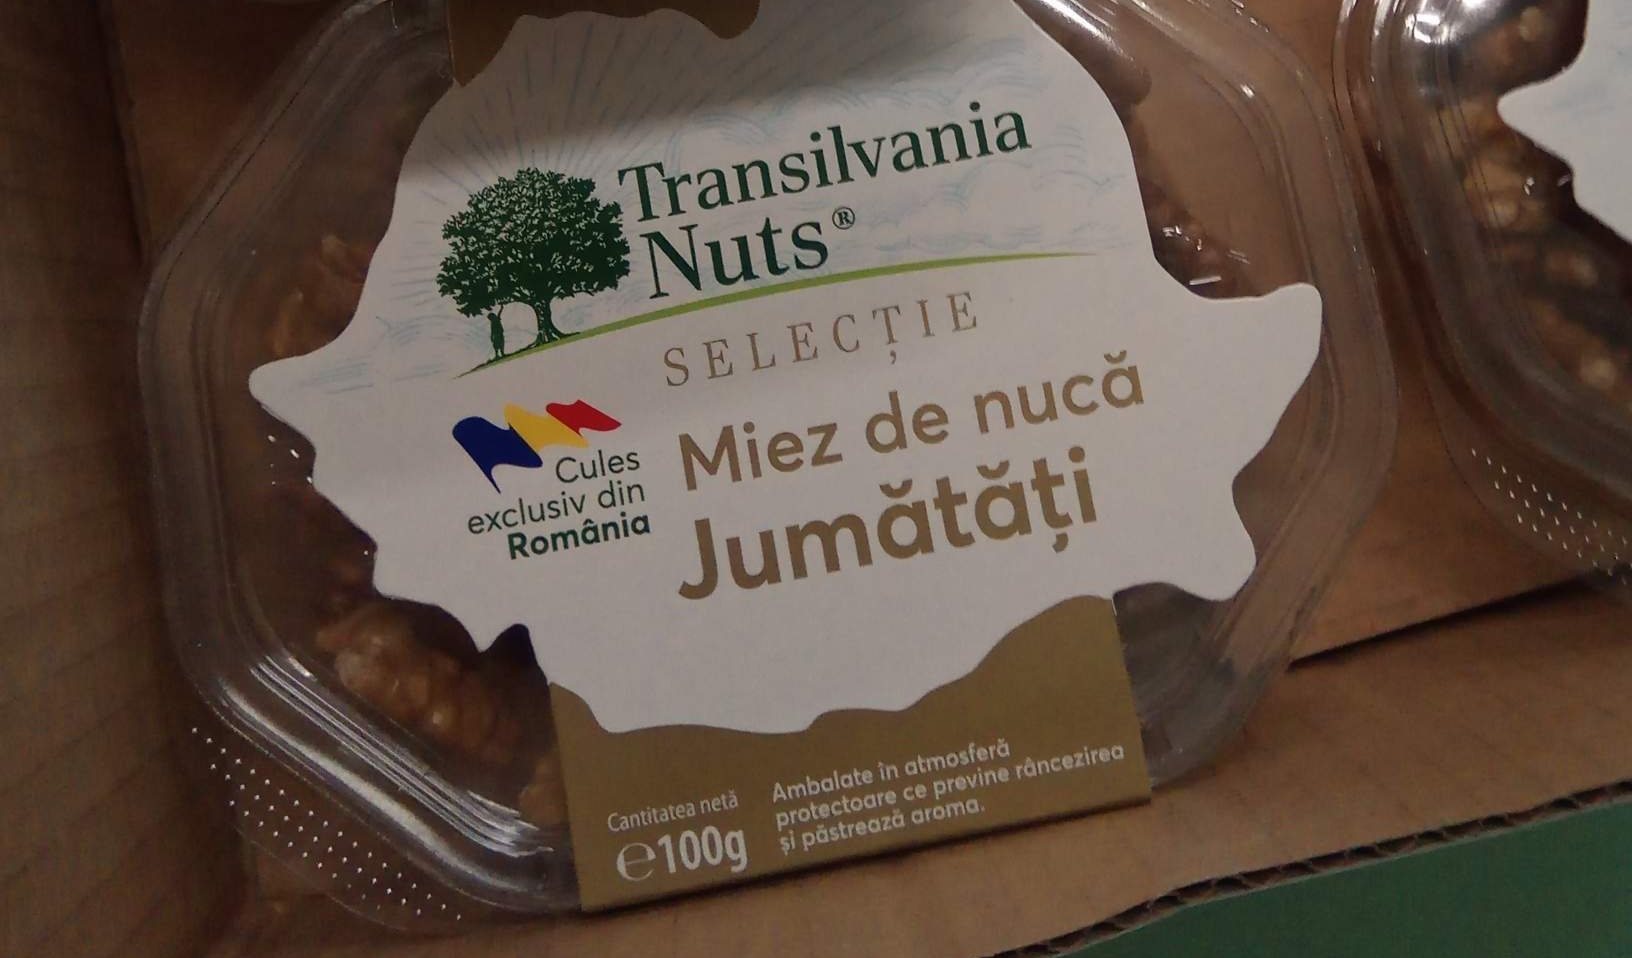 Transilvania
Nuts®
SELECȚIE
Cules
exclusiv din
România
Miez de nucă
Jumătăți
Cantitatea netă
℮100g
Ambalate în atmosferă
protectoare ce previne râncezirea
și păstrează aroma.